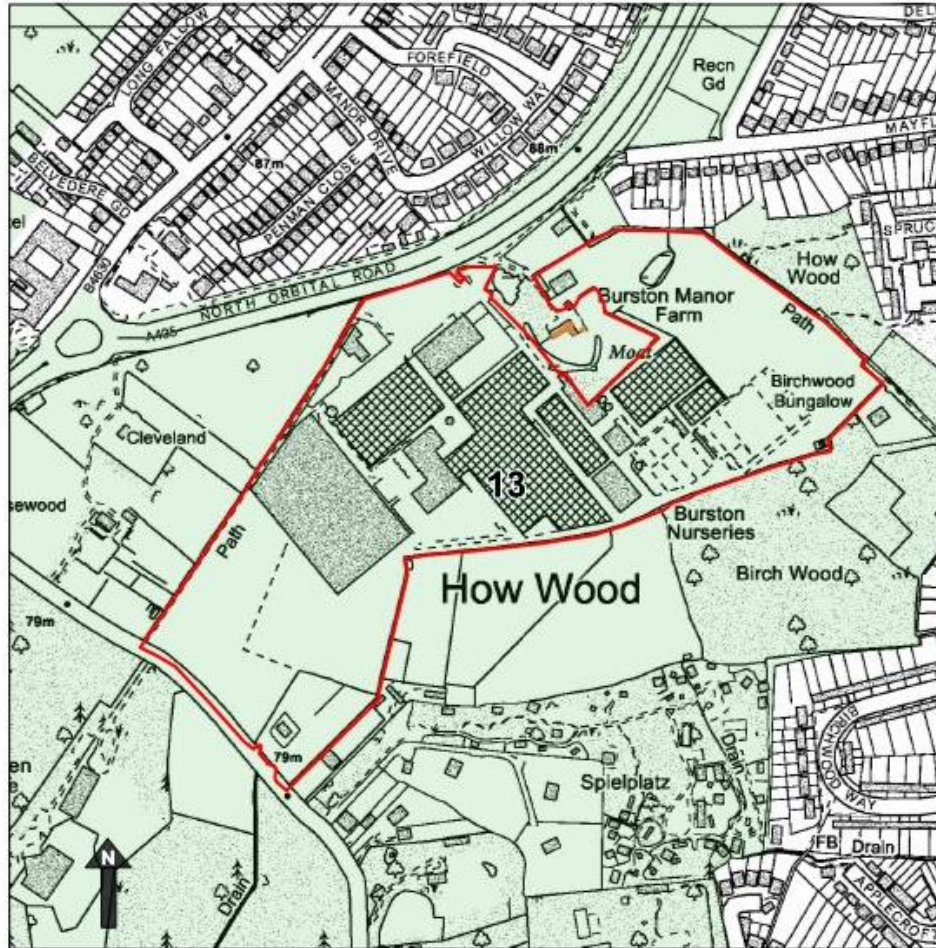 DEL
LONG FALLOW
FOREFIELD
Recn
Gd
MANOR DRIVE
WILLOW WAY
88m
MAYFL
BELVEDERE GD
87m
PENMAN CLOSE
SPRUC
el
How
Wood
B4630
NORTH ORBITAL ROAD
A405
Burston Manor
Farm
Path
Moat
Birchwood
Bungalow
Cleveland
13
sewood
Path
Burston
Nurseries
Birch Wood
How Wood
79m
79m
BIRCHWOOD WAY
Drain
Spielplatz
en
e
N
FB
Drain
Drain
APPLECROFT